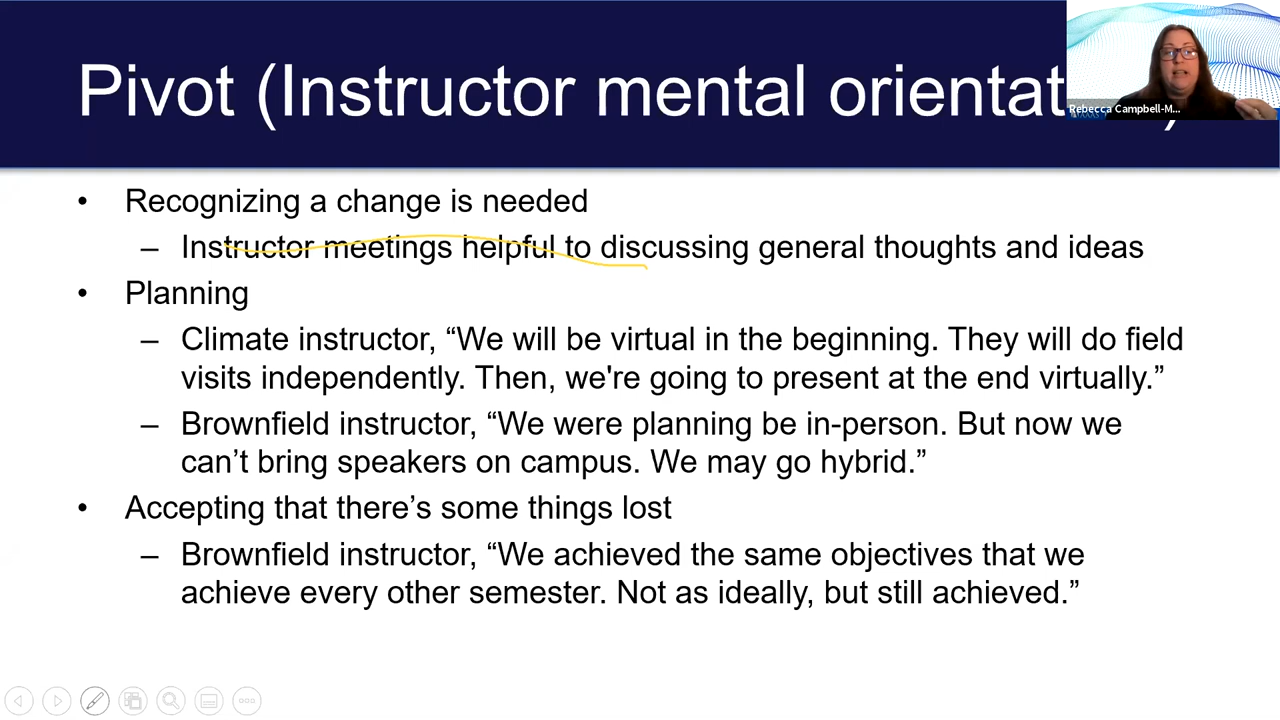 Pivot (Instructor mental orientat
Rebecca Campbell-M...
• Recognizing a change is needed
– Instructor meetings helpful to discussing general thoughts and ideas
• Planning
– Climate instructor, “We will be virtual in the beginning. They will do field
visits independently. Then, we're going to present at the end virtually.”
– Brownfield instructor, “We were planning be in-person. But now we
can’t bring speakers on campus. We may go hybrid.”
• Accepting that there’s some things lost
– Brownfield instructor, “We achieved the same objectives that we
achieve every other semester. Not as ideally, but still achieved.”